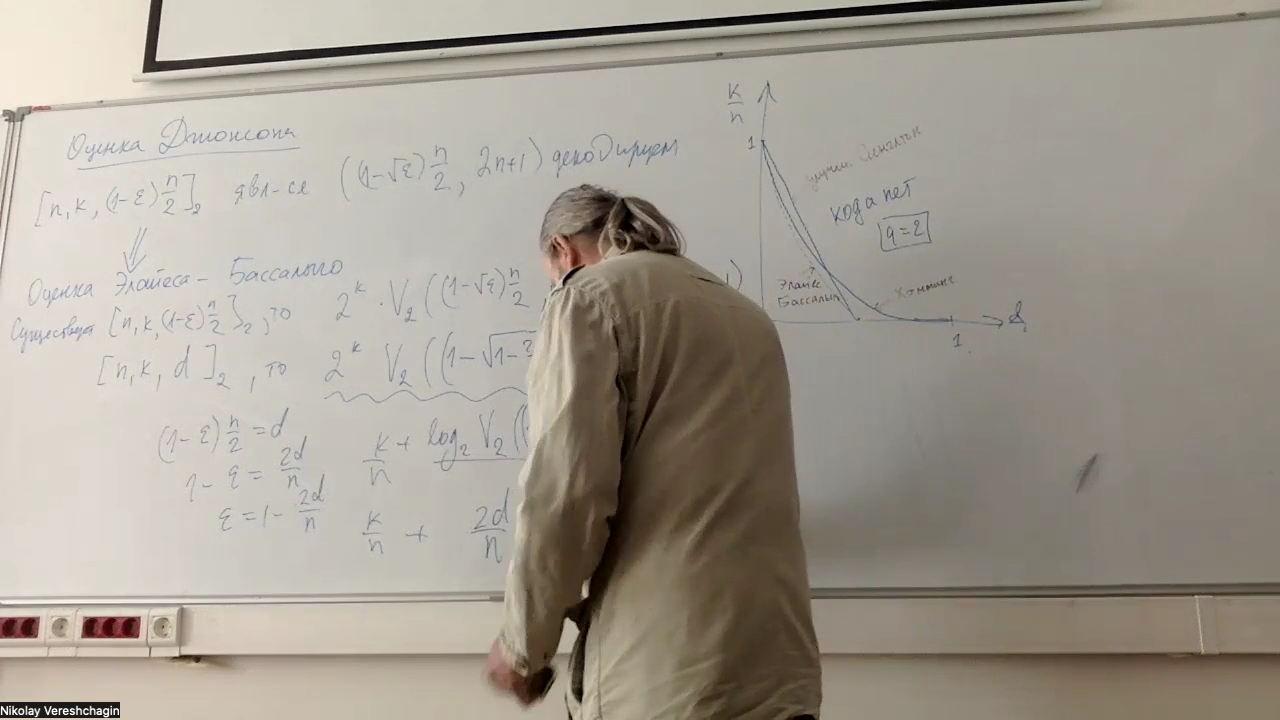 Оценка Джонсона
[n, k, (1-ε) n/2]₂ явл-ся ((1-√ε) n/2, 2n+1) декодируем
⇓
Оценка Элайеса-Бассалыго
Существует [n, k, (1-ε) n/2]₂, то 2^k · V₂((1-√ε) n/2
[n, k, d]₂, то 2^k V₂((1-√1-2
(1-ε) n/2 = d
1-ε = 2d/n
ε = 1- 2d/n
k/n + log₂ V₂((
k/n + 2d/n
k/n
1
кода нет
q=2
Элайес
Бассалыго
Хэмминг
1
Nikolay Vereshchagin